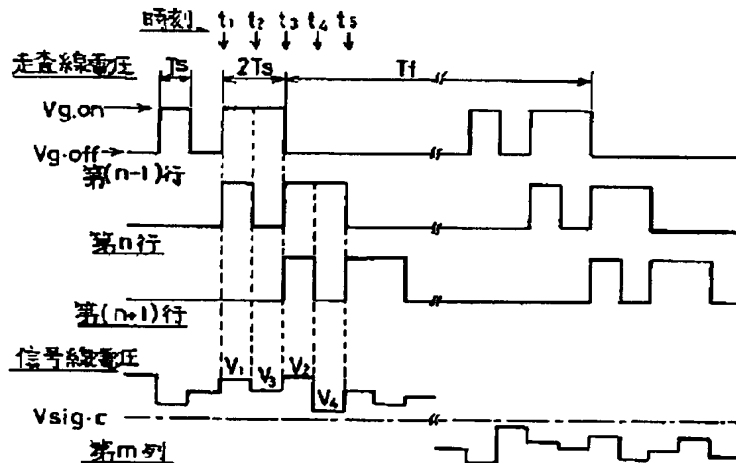 時刻 t₁ t₂ t₃ t₄ t₅
走査線電圧 Ts 2Ts Tf
Vg.on
Vg.off
第(n-1)行
第n行
第(n+1)行
信号線電圧 V₁ V₃ V₂ V₄
Vsig.c
第m列